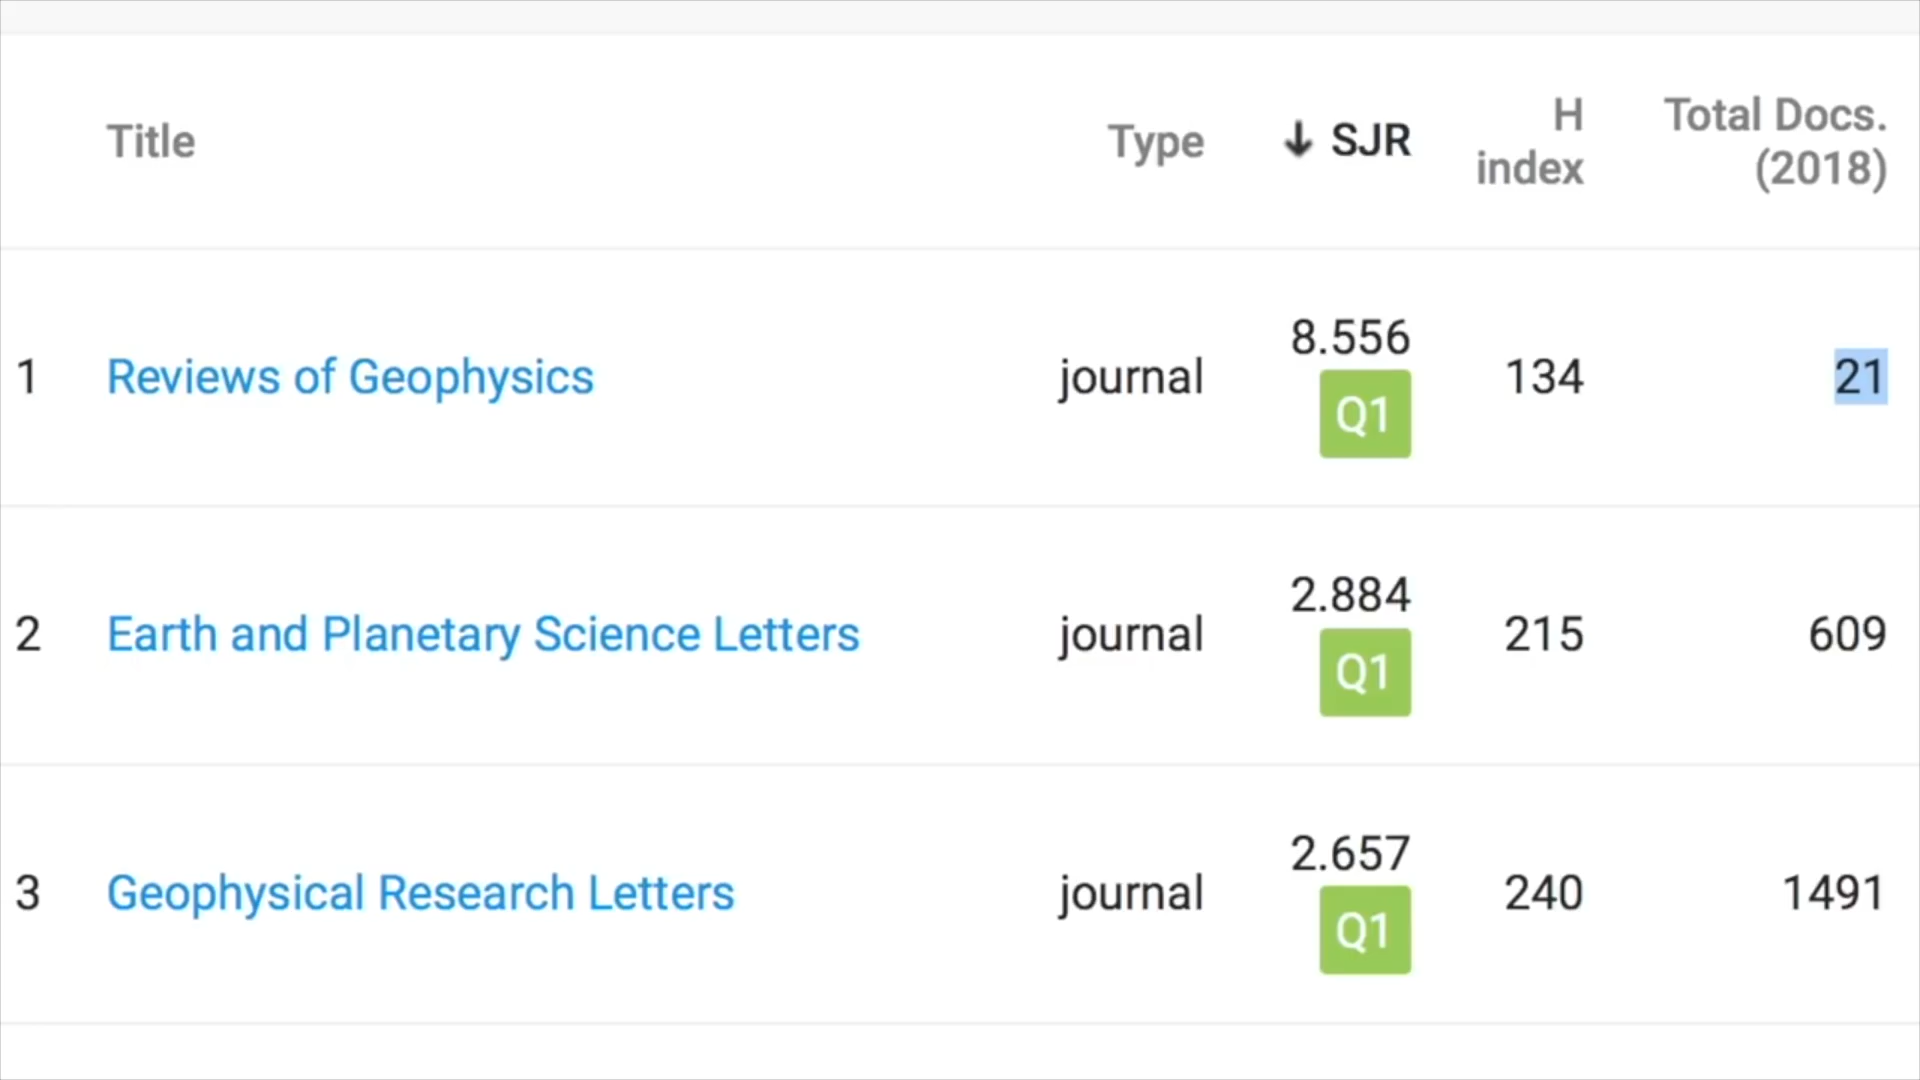 Title Type ↓ SJR H index Total Docs. (2018)
1 Reviews of Geophysics journal 8.556 Q1 134 21
2 Earth and Planetary Science Letters journal 2.884 Q1 215 609
3 Geophysical Research Letters journal 2.657 Q1 240 1491